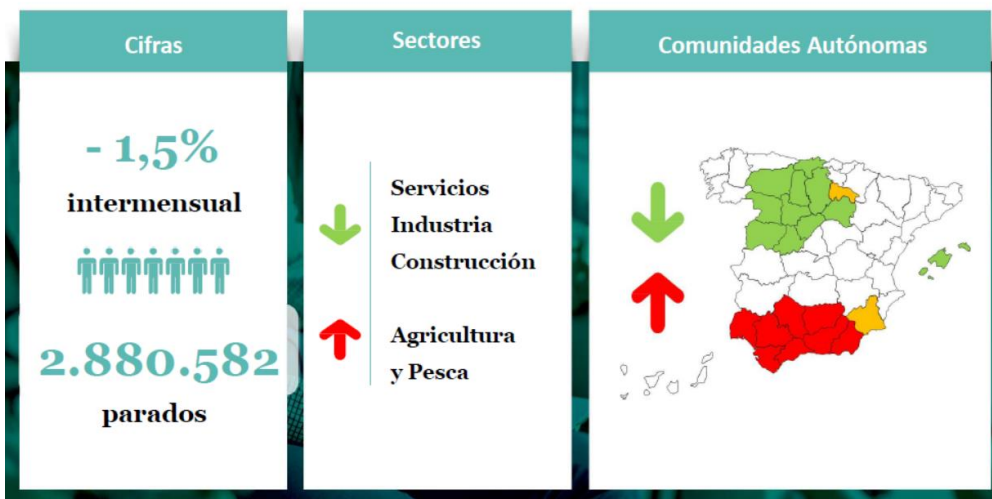 Cifras
- 1,5%
intermensual
2.880.582
parados
Sectores
Servicios
Industria
Construcción
Agricultura
y Pesca
Comunidades Autónomas